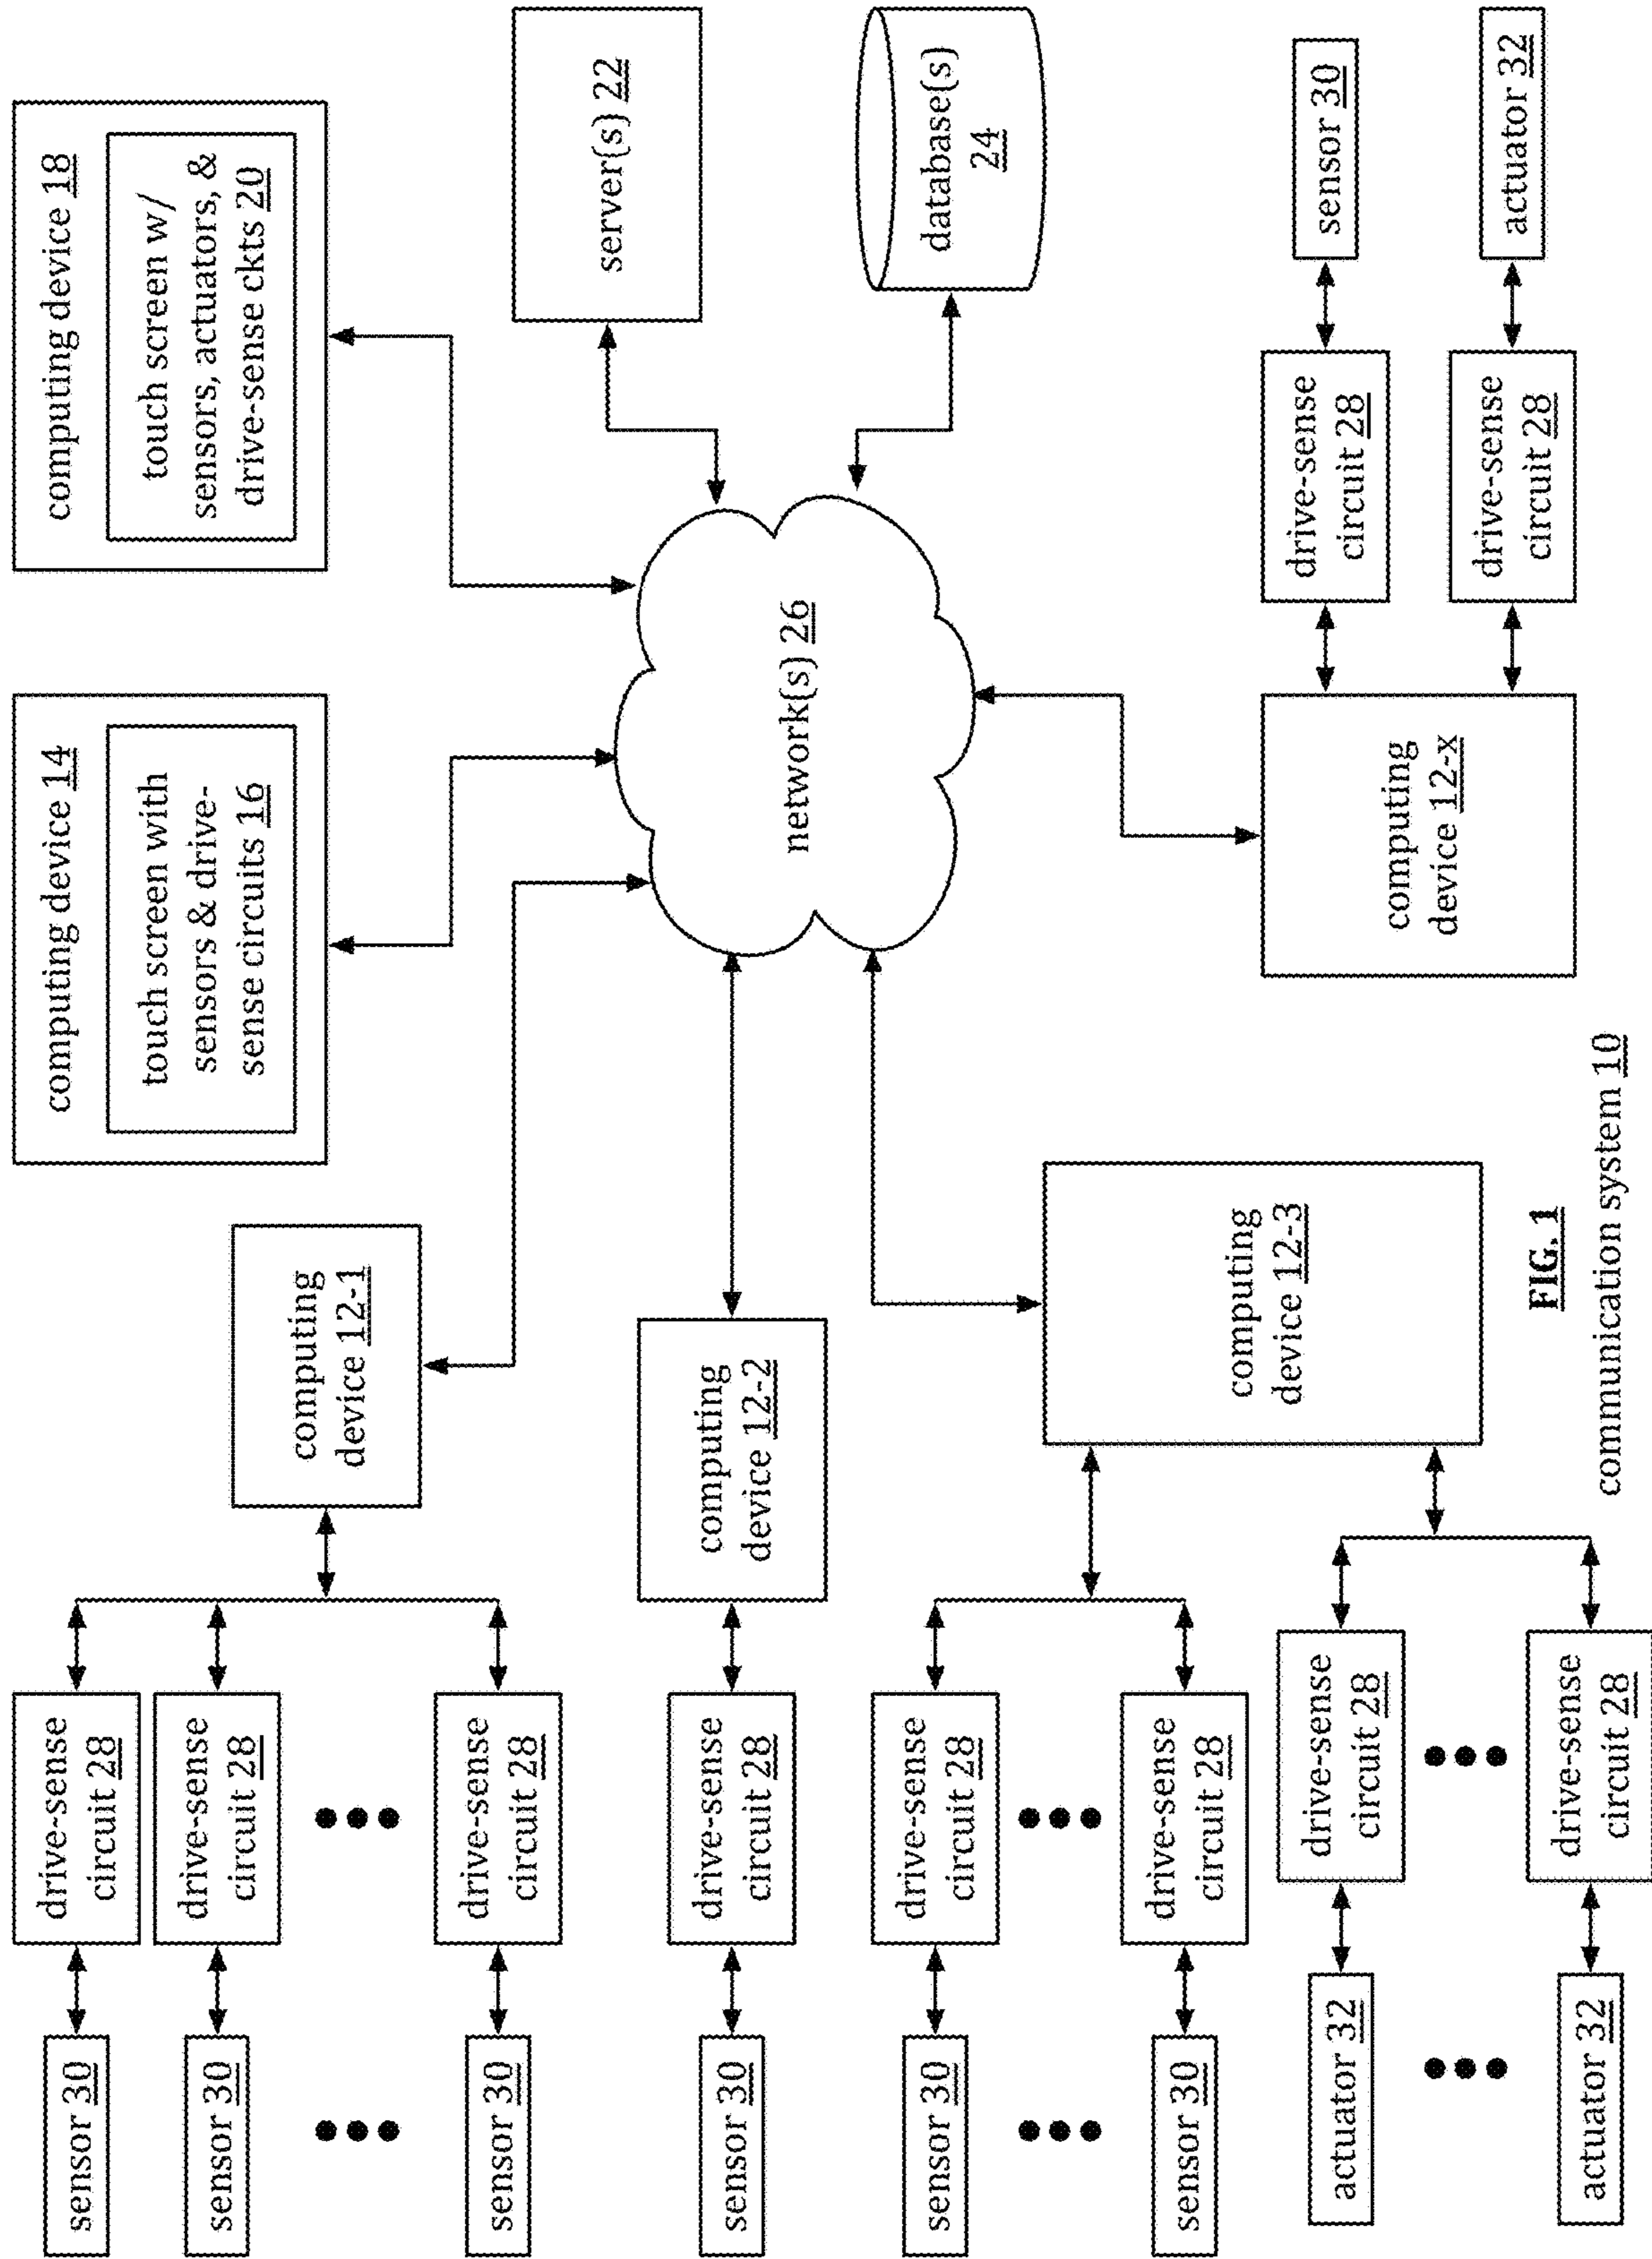 sensor 30
drive-sense
circuit 28
sensor 30
drive-sense
circuit 28
sensor 30
drive-sense
circuit 28
computing
device 12-1
computing device 14
touch screen with
sensors & drive-
sense circuits 16
computing device 18
touch screen w/
sensors, actuators, &
drive-sense ckts 20
sensor 30
drive-sense
circuit 28
computing
device 12-2
network(s) 26
server(s) 22
database(s)
24
sensor 30
drive-sense
circuit 28
sensor 30
drive-sense
circuit 28
actuator 32
drive-sense
circuit 28
actuator 32
drive-sense
circuit 28
computing
device 12-3
computing
device 12-x
drive-sense
circuit 28
sensor 30
drive-sense
circuit 28
actuator 32
FIG. 1
communication system 10